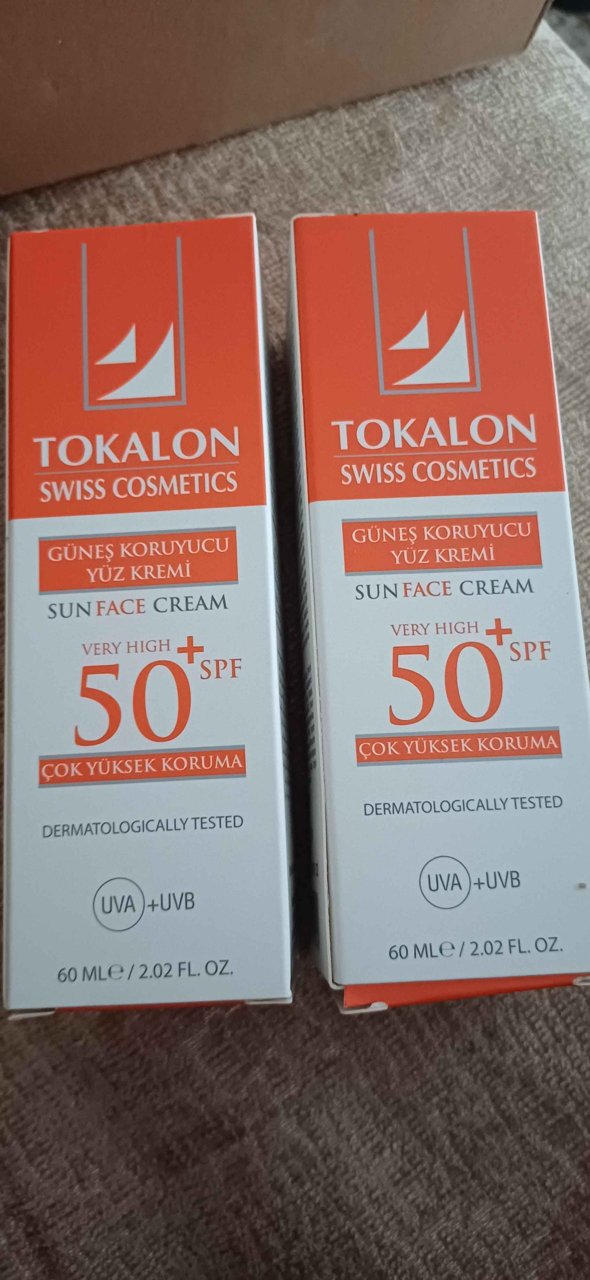 TOKALON
SWISS COSMETICS
GÜNEŞ KORUYUCU
YÜZ KREMİ
SUN FACE CREAM
VERY HIGH
50+ SPF
ÇOK YÜKSEK KORUMA
DERMATOLOGICALLY TESTED
UVA +UVB
60 ML℮ / 2.02 FL. OZ.
TOKALON
SWISS COSMETICS
GÜNEŞ KORUYUCU
YÜZ KREMİ
SUN FACE CREAM
VERY HIGH
50+ SPF
ÇOK YÜKSEK KORUMA
DERMATOLOGICALLY TESTED
UVA +UVB
60 ML℮ / 2.02 FL. OZ.